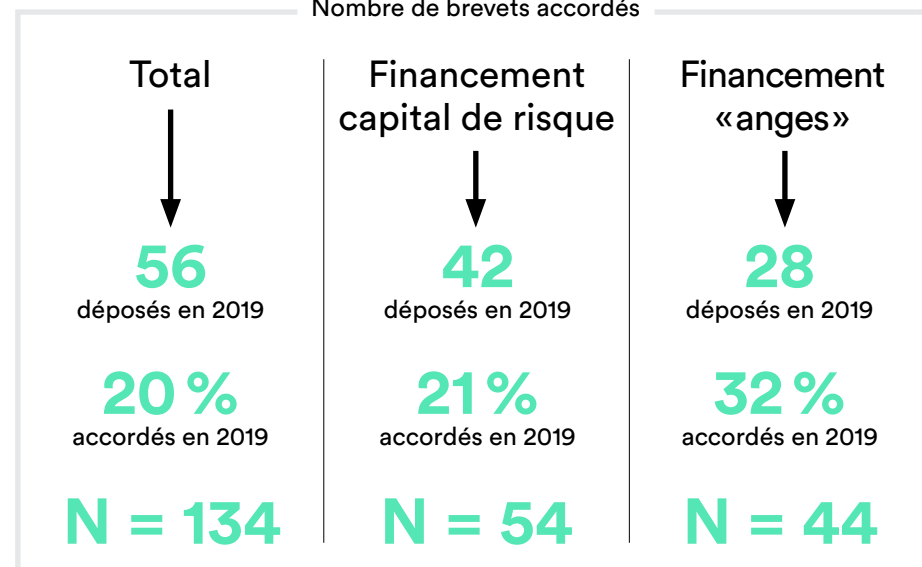 Nombre de brevets accordés
Total
56
déposés en 2019
20 %
accordés en 2019
N = 134
Financement
capital de risque
42
déposés en 2019
21 %
accordés en 2019
N = 54
Financement
«anges»
28
déposés en 2019
32 %
accordés en 2019
N = 44